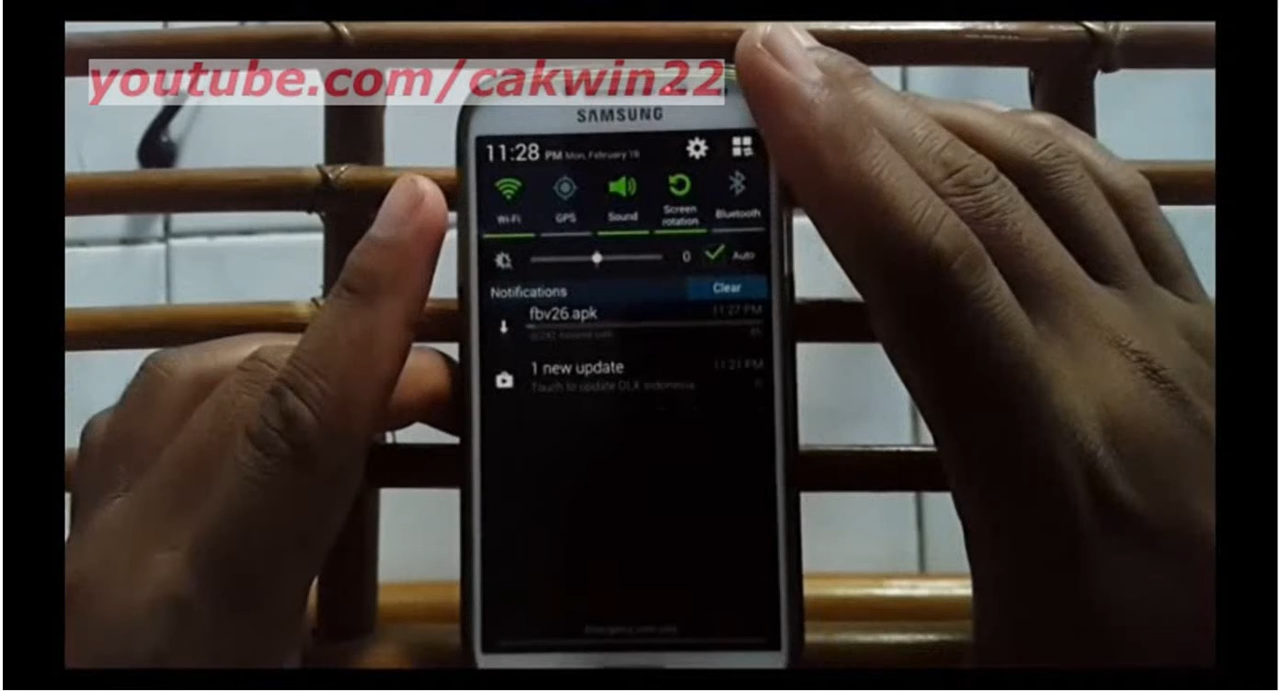 youtube.com/cakwin22
SAMSUNG
11:28 PM Mon, February 16
Wi-Fi
GPS
Sound
Screen rotation
Bluetooth
0
Auto
Notifications
Clear
fbv26.apk
11:27 PM
1 new update
11:21 PM
Touch to update OLX Indonesia